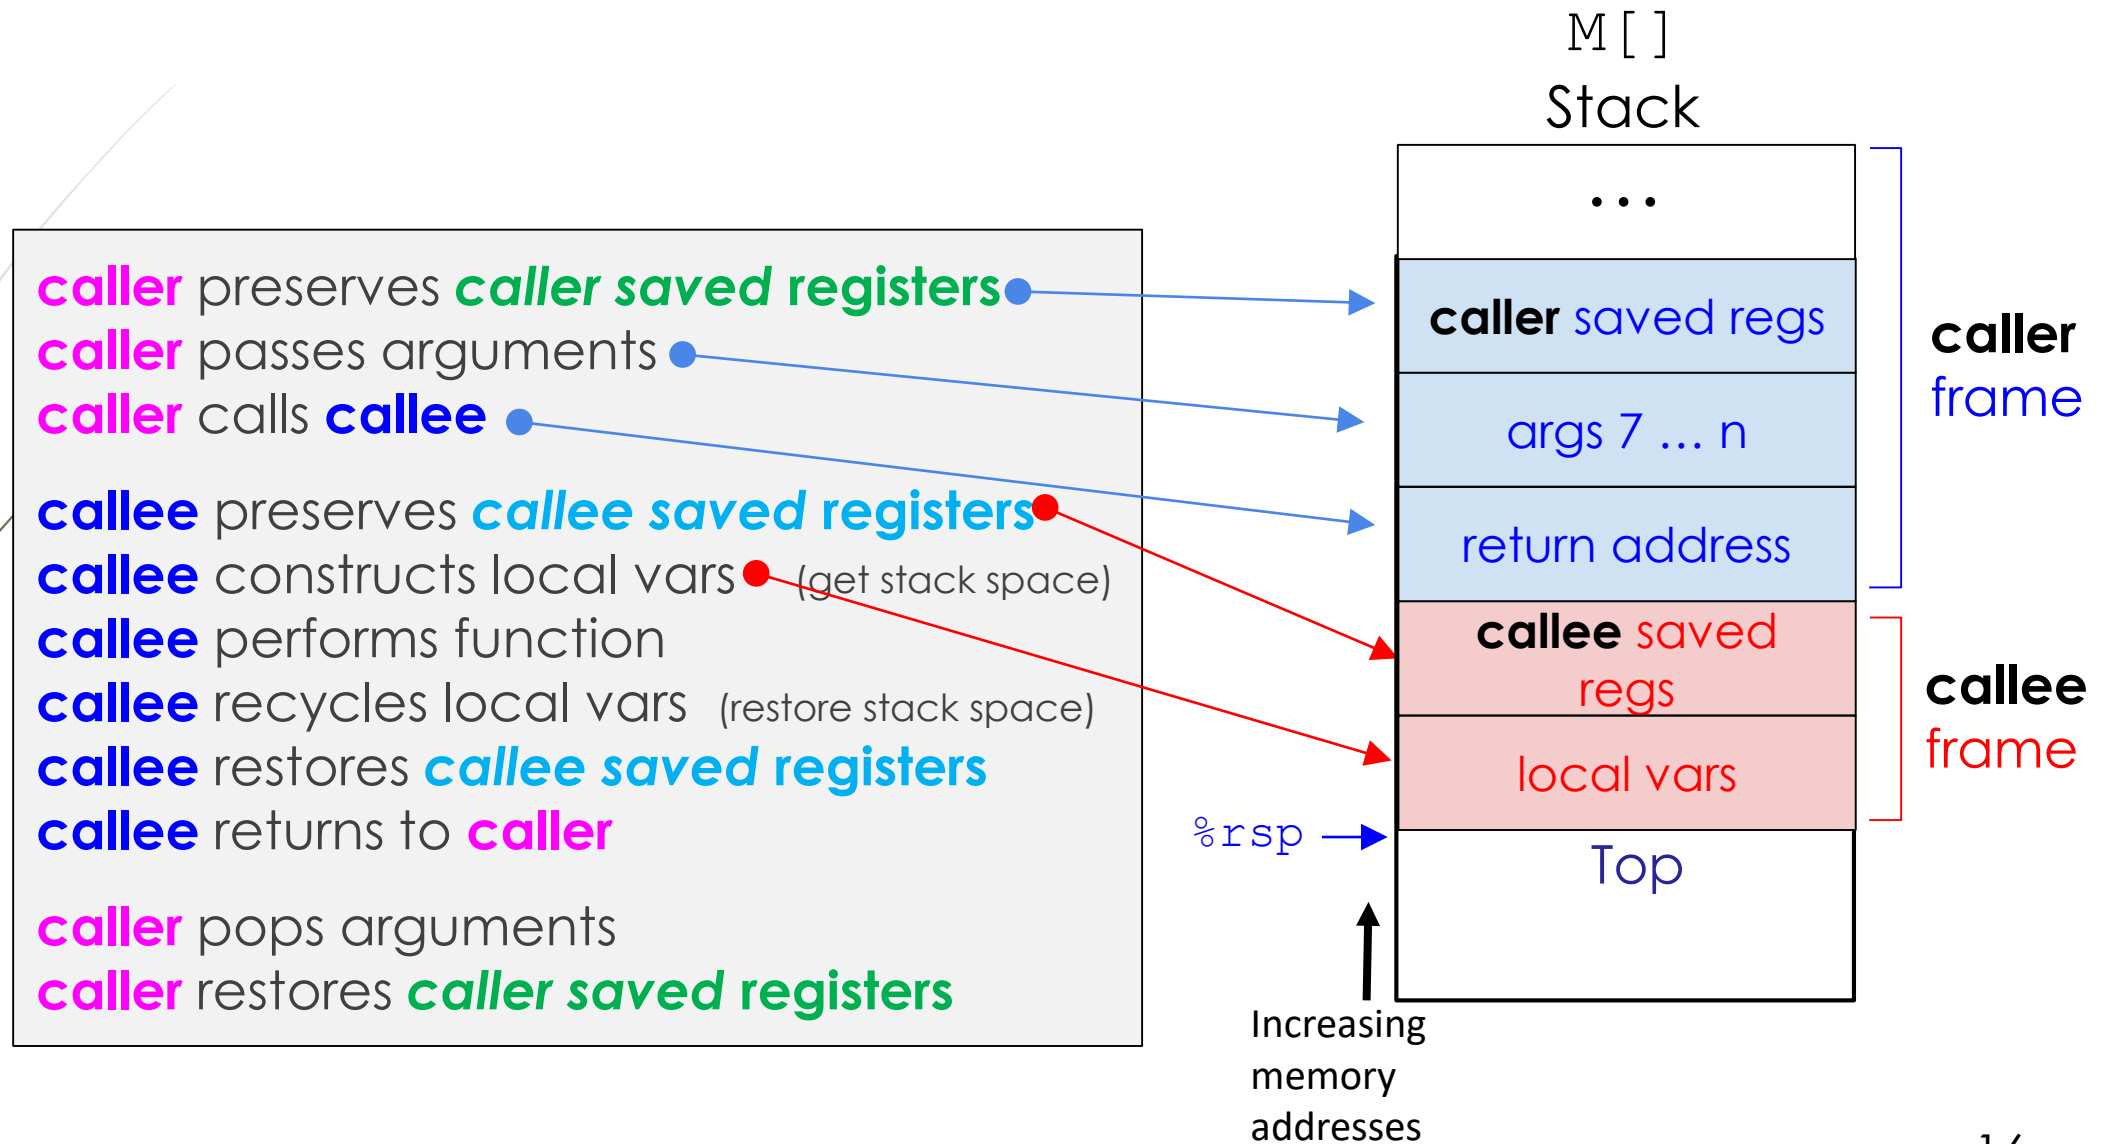 M[]
Stack
...
caller preserves caller saved registers
caller passes arguments
caller calls callee
callee preserves callee saved registers
callee constructs local vars (get stack space)
callee performs function
callee recycles local vars (restore stack space)
callee restores callee saved registers
callee returns to caller
caller pops arguments
caller restores caller saved registers
caller saved regs
args 7 … n
return address
callee saved
regs
local vars
Top
caller
frame
callee
frame
%rsp
Increasing
memory
addresses